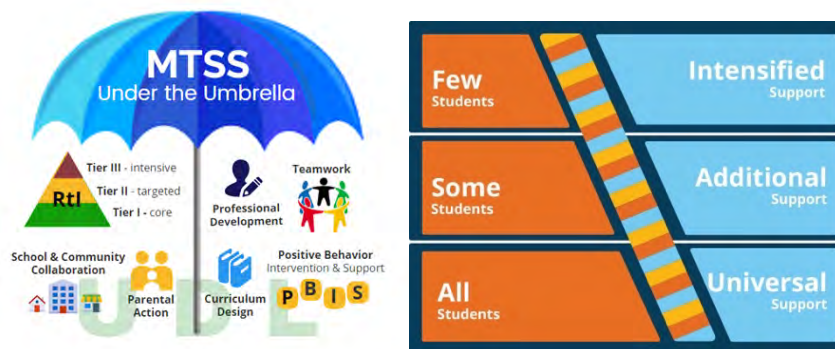 MTSS
Under the Umbrella
RtI
Tier III - intensive
Tier II - targeted
Tier I - core
Professional
Development
Teamwork
School & Community
Collaboration
Parental
Action
Curriculum
Design
Positive Behavior
Intervention & Support
PBIS
UDL
Few
Students
Intensified
Support
Some
Students
Additional
Support
All
Students
Universal
Support